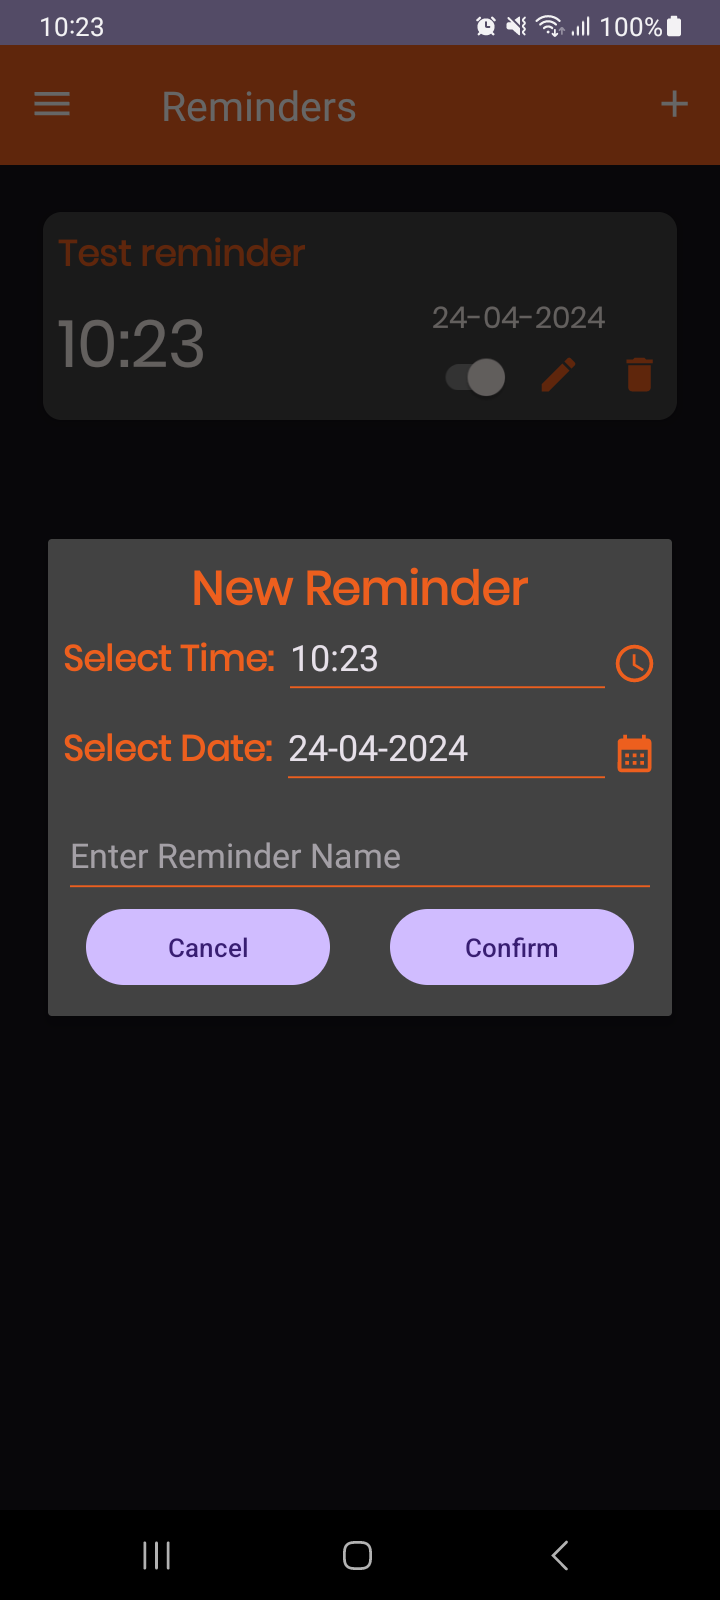 10:23 100%
Reminders
Test reminder
10:23
24-04-2024
New Reminder
Select Time: 10:23
Select Date: 24-04-2024
Enter Reminder Name
Cancel Confirm